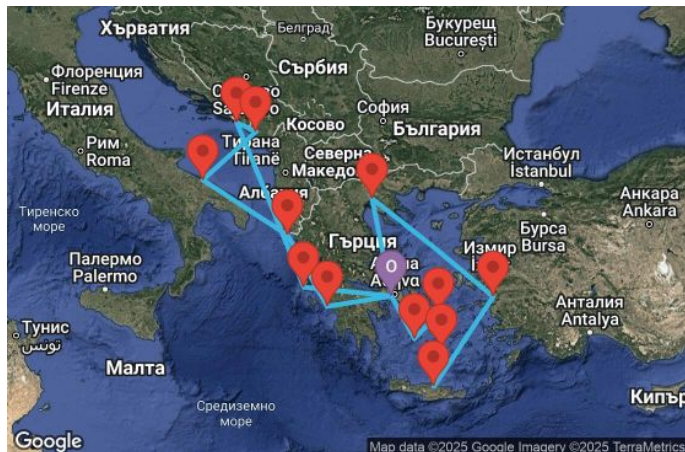 Хърватия
Белград
Букурещ
București
Флоренция
Firenze
Сърбия
Италия
София
Косово
България
Рим
Roma
Тирана
Tiranë
Северна
Истанбул
İstanbul
Анкара
Ankara
Тиренско
море
Гърция
Бурса
Bursa
Измир
Палермо
Palermo
O
Анталия
Antalya
Тунис
تونس
Малта
Средиземно
море
Google
Map data ©2025 Google Imagery ©2025 TerraMetrics